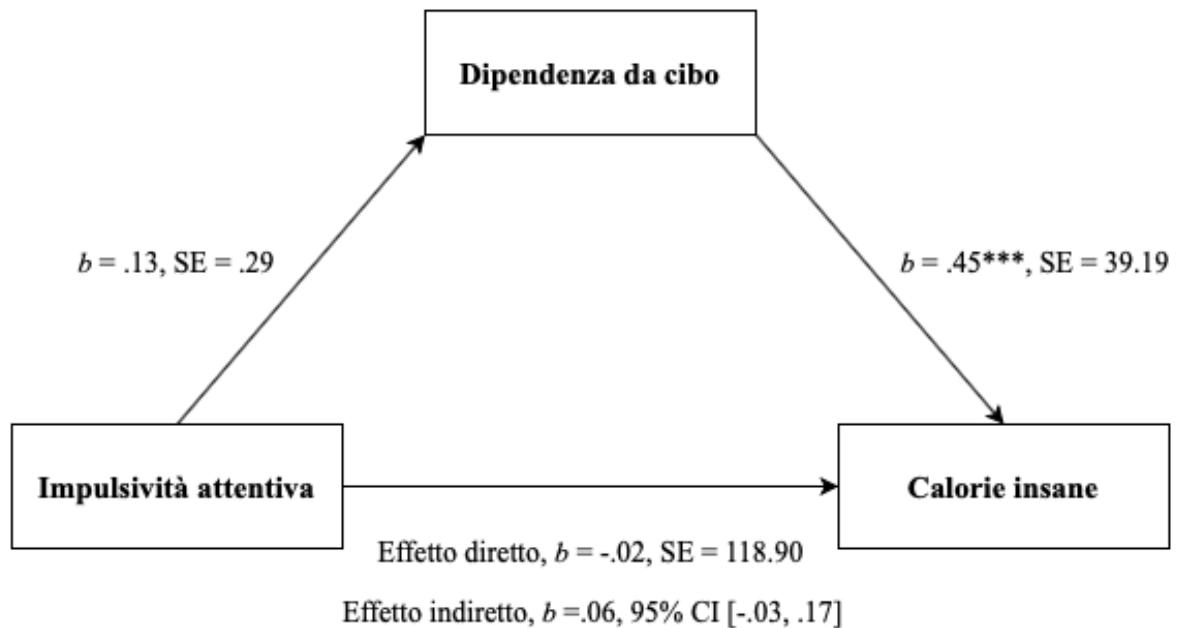 Dipendenza da cibo
b = .13, SE = .29
b = .45***, SE = 39.19
Impulsività attentiva
Calorie insane
Effetto diretto, b = -.02, SE = 118.90
Effetto indiretto, b =.06, 95% CI [-.03, .17]